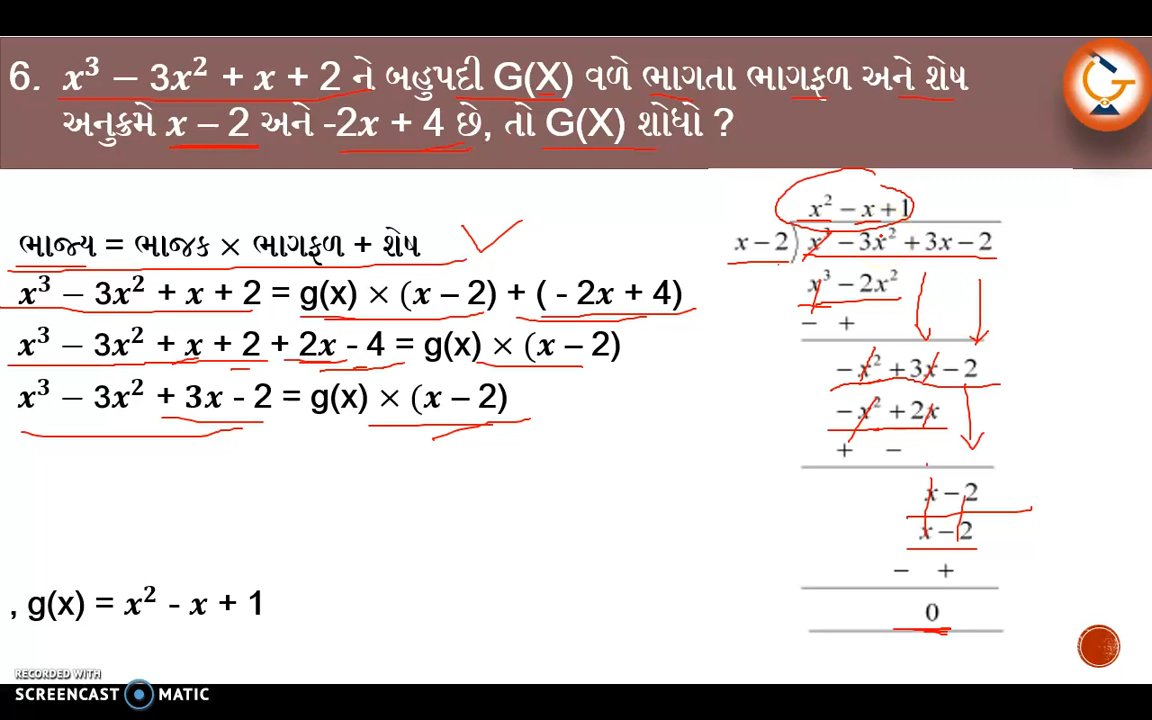 6. x³ − 3x² + x + 2 ને બહુપદી G(X) વળે ભાગતા ભાગફળ અને શેષ
અનુક્રમે x – 2 અને -2x + 4 છે, તો G(X) શોધો ?
ભાજ્ય = ભાજક × ભાગફળ + શેષ
x³ − 3x² + x + 2 = g(x) × (x – 2) + ( - 2x + 4)
x³ − 3x² + x + 2 + 2x - 4 = g(x) × (x – 2)
x³ − 3x² + 3x - 2 = g(x) × (x – 2)
, g(x) = x² - x + 1
x² − x + 1
x − 2) x³ − 3x² + 3x − 2
x³ − 2x²
− +
− x² + 3x − 2
− x² + 2x
+ −
x − 2
x − 2
− +
0
RECORDED WITH
SCREENCAST MATIC